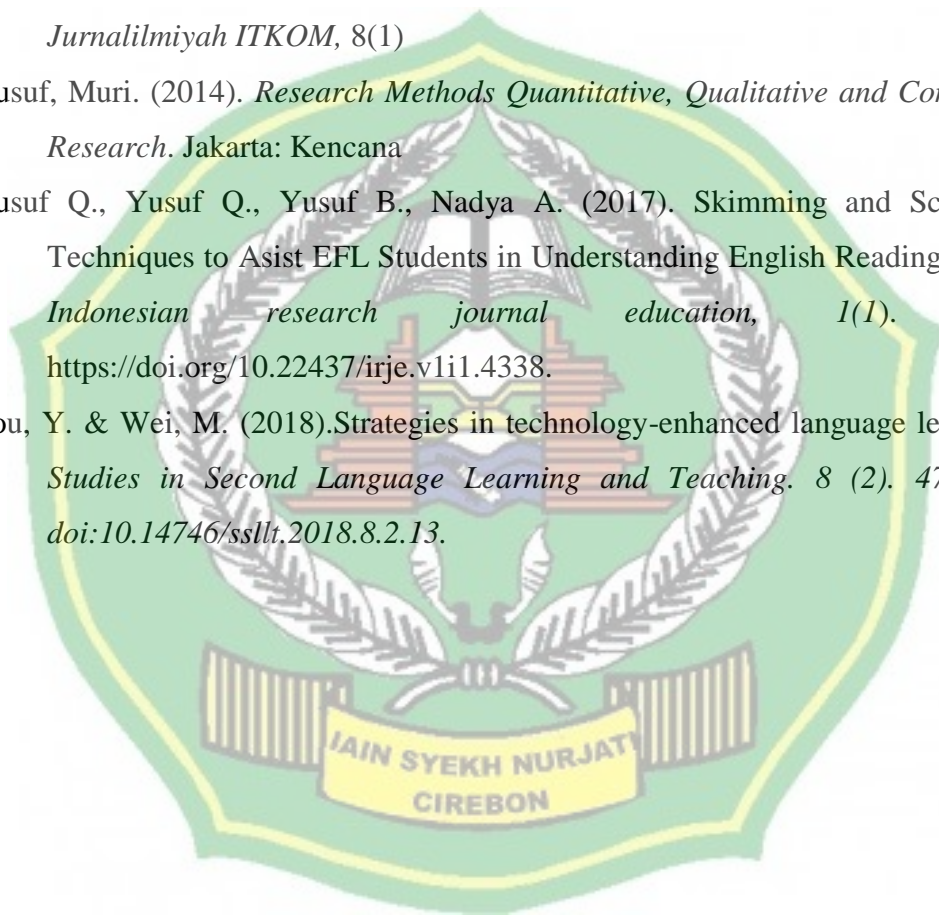 Jurnalilmiyah ITKOM, 8(1)
usuf, Muri. (2014). Research Methods Quantitative, Qualitative and Cor
Research. Jakarta: Kencana
usuf Q., Yusuf Q., Yusuf B., Nadya A. (2017). Skimming and Sc
Techniques to Asist EFL Students in Understanding English Reading
Indonesian research journal education, 1(1).
https://doi.org/10.22437/irje.v1i1.4338.
ou, Y. & Wei, M. (2018).Strategies in technology-enhanced language le
Studies in Second Language Learning and Teaching. 8 (2). 47
doi:10.14746/ssllt.2018.8.2.13.
IAIN SYEKH NURJATI
CIREBON